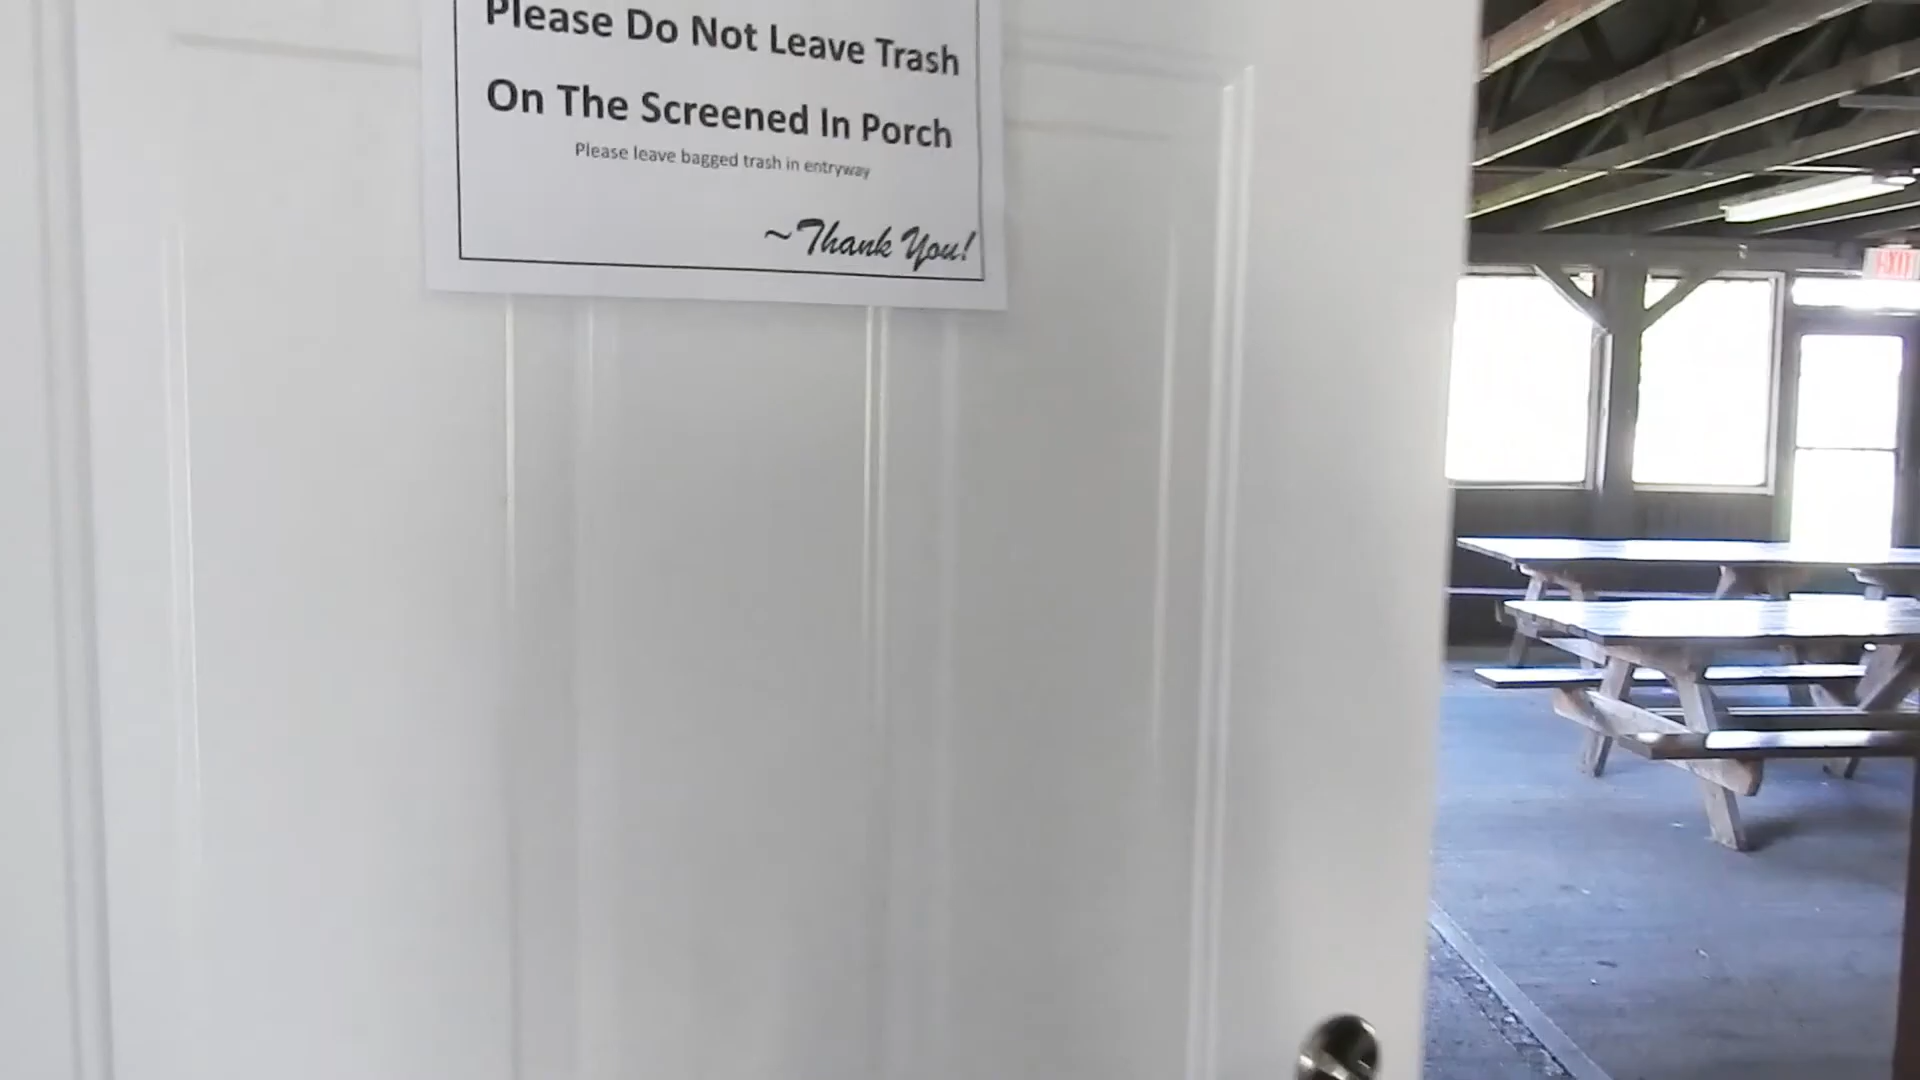 Please Do Not Leave Trash
On The Screened In Porch
Please leave bagged trash in entryway
~Thank You!
EXIT